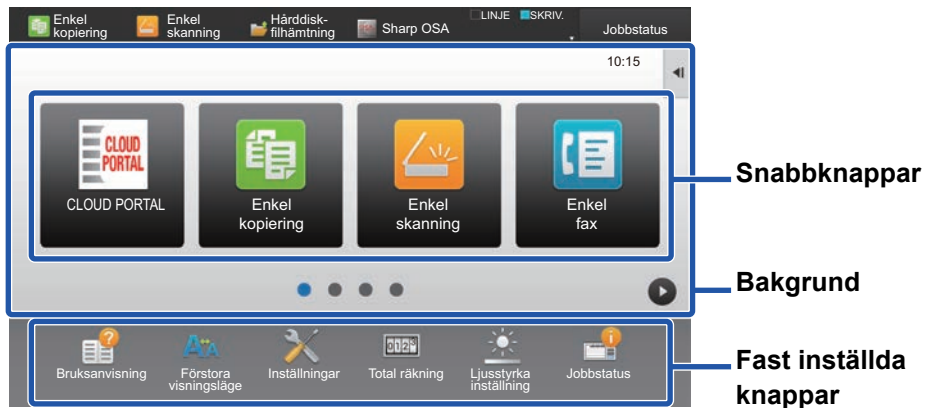 Enkel
kopiering
Enkel
skanning
Hårddisk-
filhämtning
Sharp OSA
LINJE
SKRIV.
Jobbstatus
10:15
CLOUD
PORTAL
CLOUD PORTAL
Enkel
kopiering
Enkel
skanning
Enkel
fax
Snabbknappar
Bakgrund
Bruksanvisning
Förstora
visningsläge
Inställningar
Total räkning
Ljusstyrka
inställning
Jobbstatus
Fast inställda
knappar